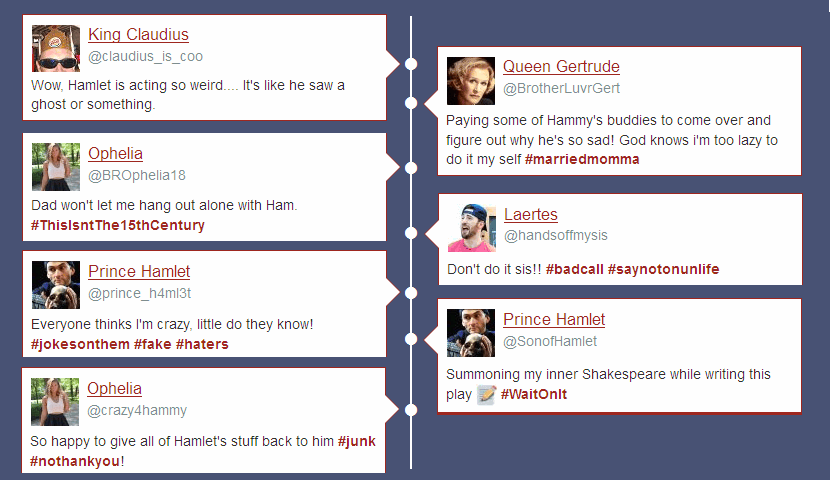 King Claudius
@claudius_is_coo
Wow, Hamlet is acting so weird.... It's like he saw a
ghost or something.
Queen Gertrude
@BrotherLuvrGert
Paying some of Hammy's buddies to come over and
figure out why he's so sad! God knows i'm too lazy to
do it my self #marriedmomma
Ophelia
@BROphelia18
Dad won't let me hang out alone with Ham.
#ThisIsntThe15thCentury
Laertes
@handsoffmysis
Don't do it sis!! #badcall #saynotonunlife
Prince Hamlet
@prince_h4ml3t
Everyone thinks I'm crazy, little do they know!
#jokesonthem #fake #haters
Prince Hamlet
@SonofHamlet
Summoning my inner Shakespeare while writing this
play 📝 #WaitOnIt
Ophelia
@crazy4hammy
So happy to give all of Hamlet's stuff back to him #junk
#nothankyou!